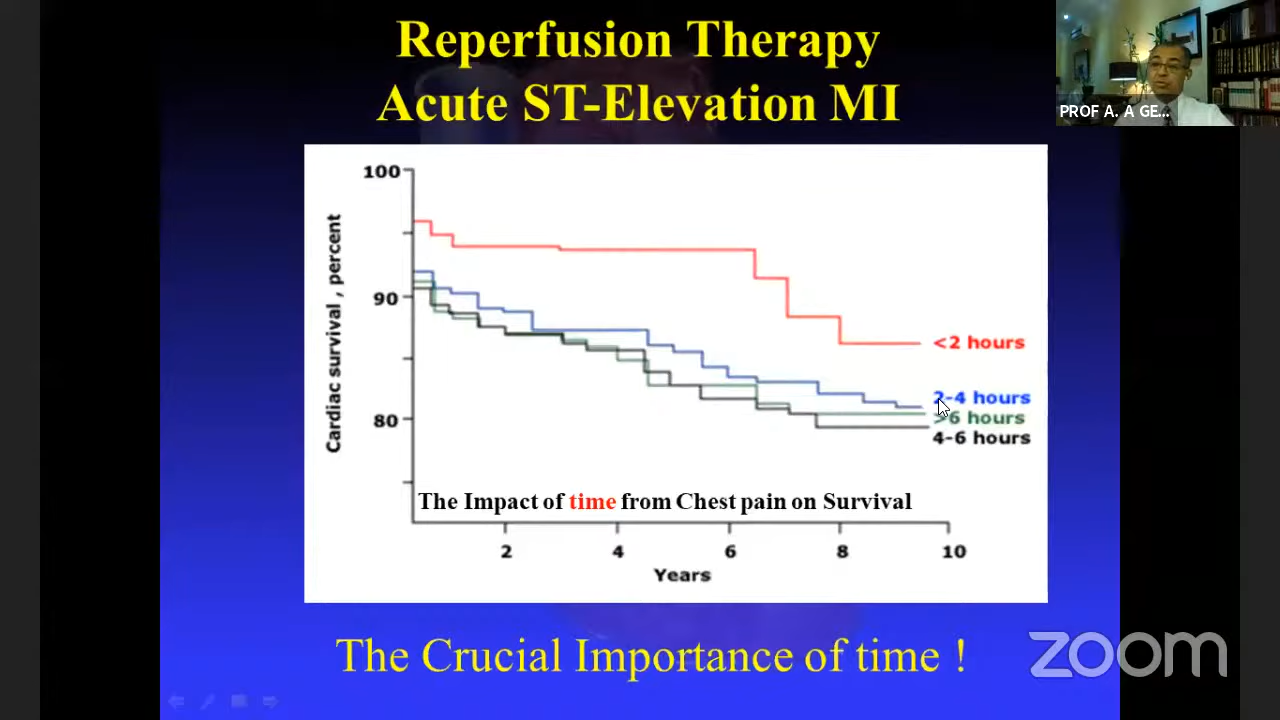 Reperfusion Therapy
Acute ST-Elevation MI
PROF A. A GE...
100
90
80
Cardiac survival , percent
<2 hours
2-4 hours
>6 hours
4-6 hours
The Impact of time from Chest pain on Survival
2 4 6 8 10
Years
The Crucial Importance of time !
zoom